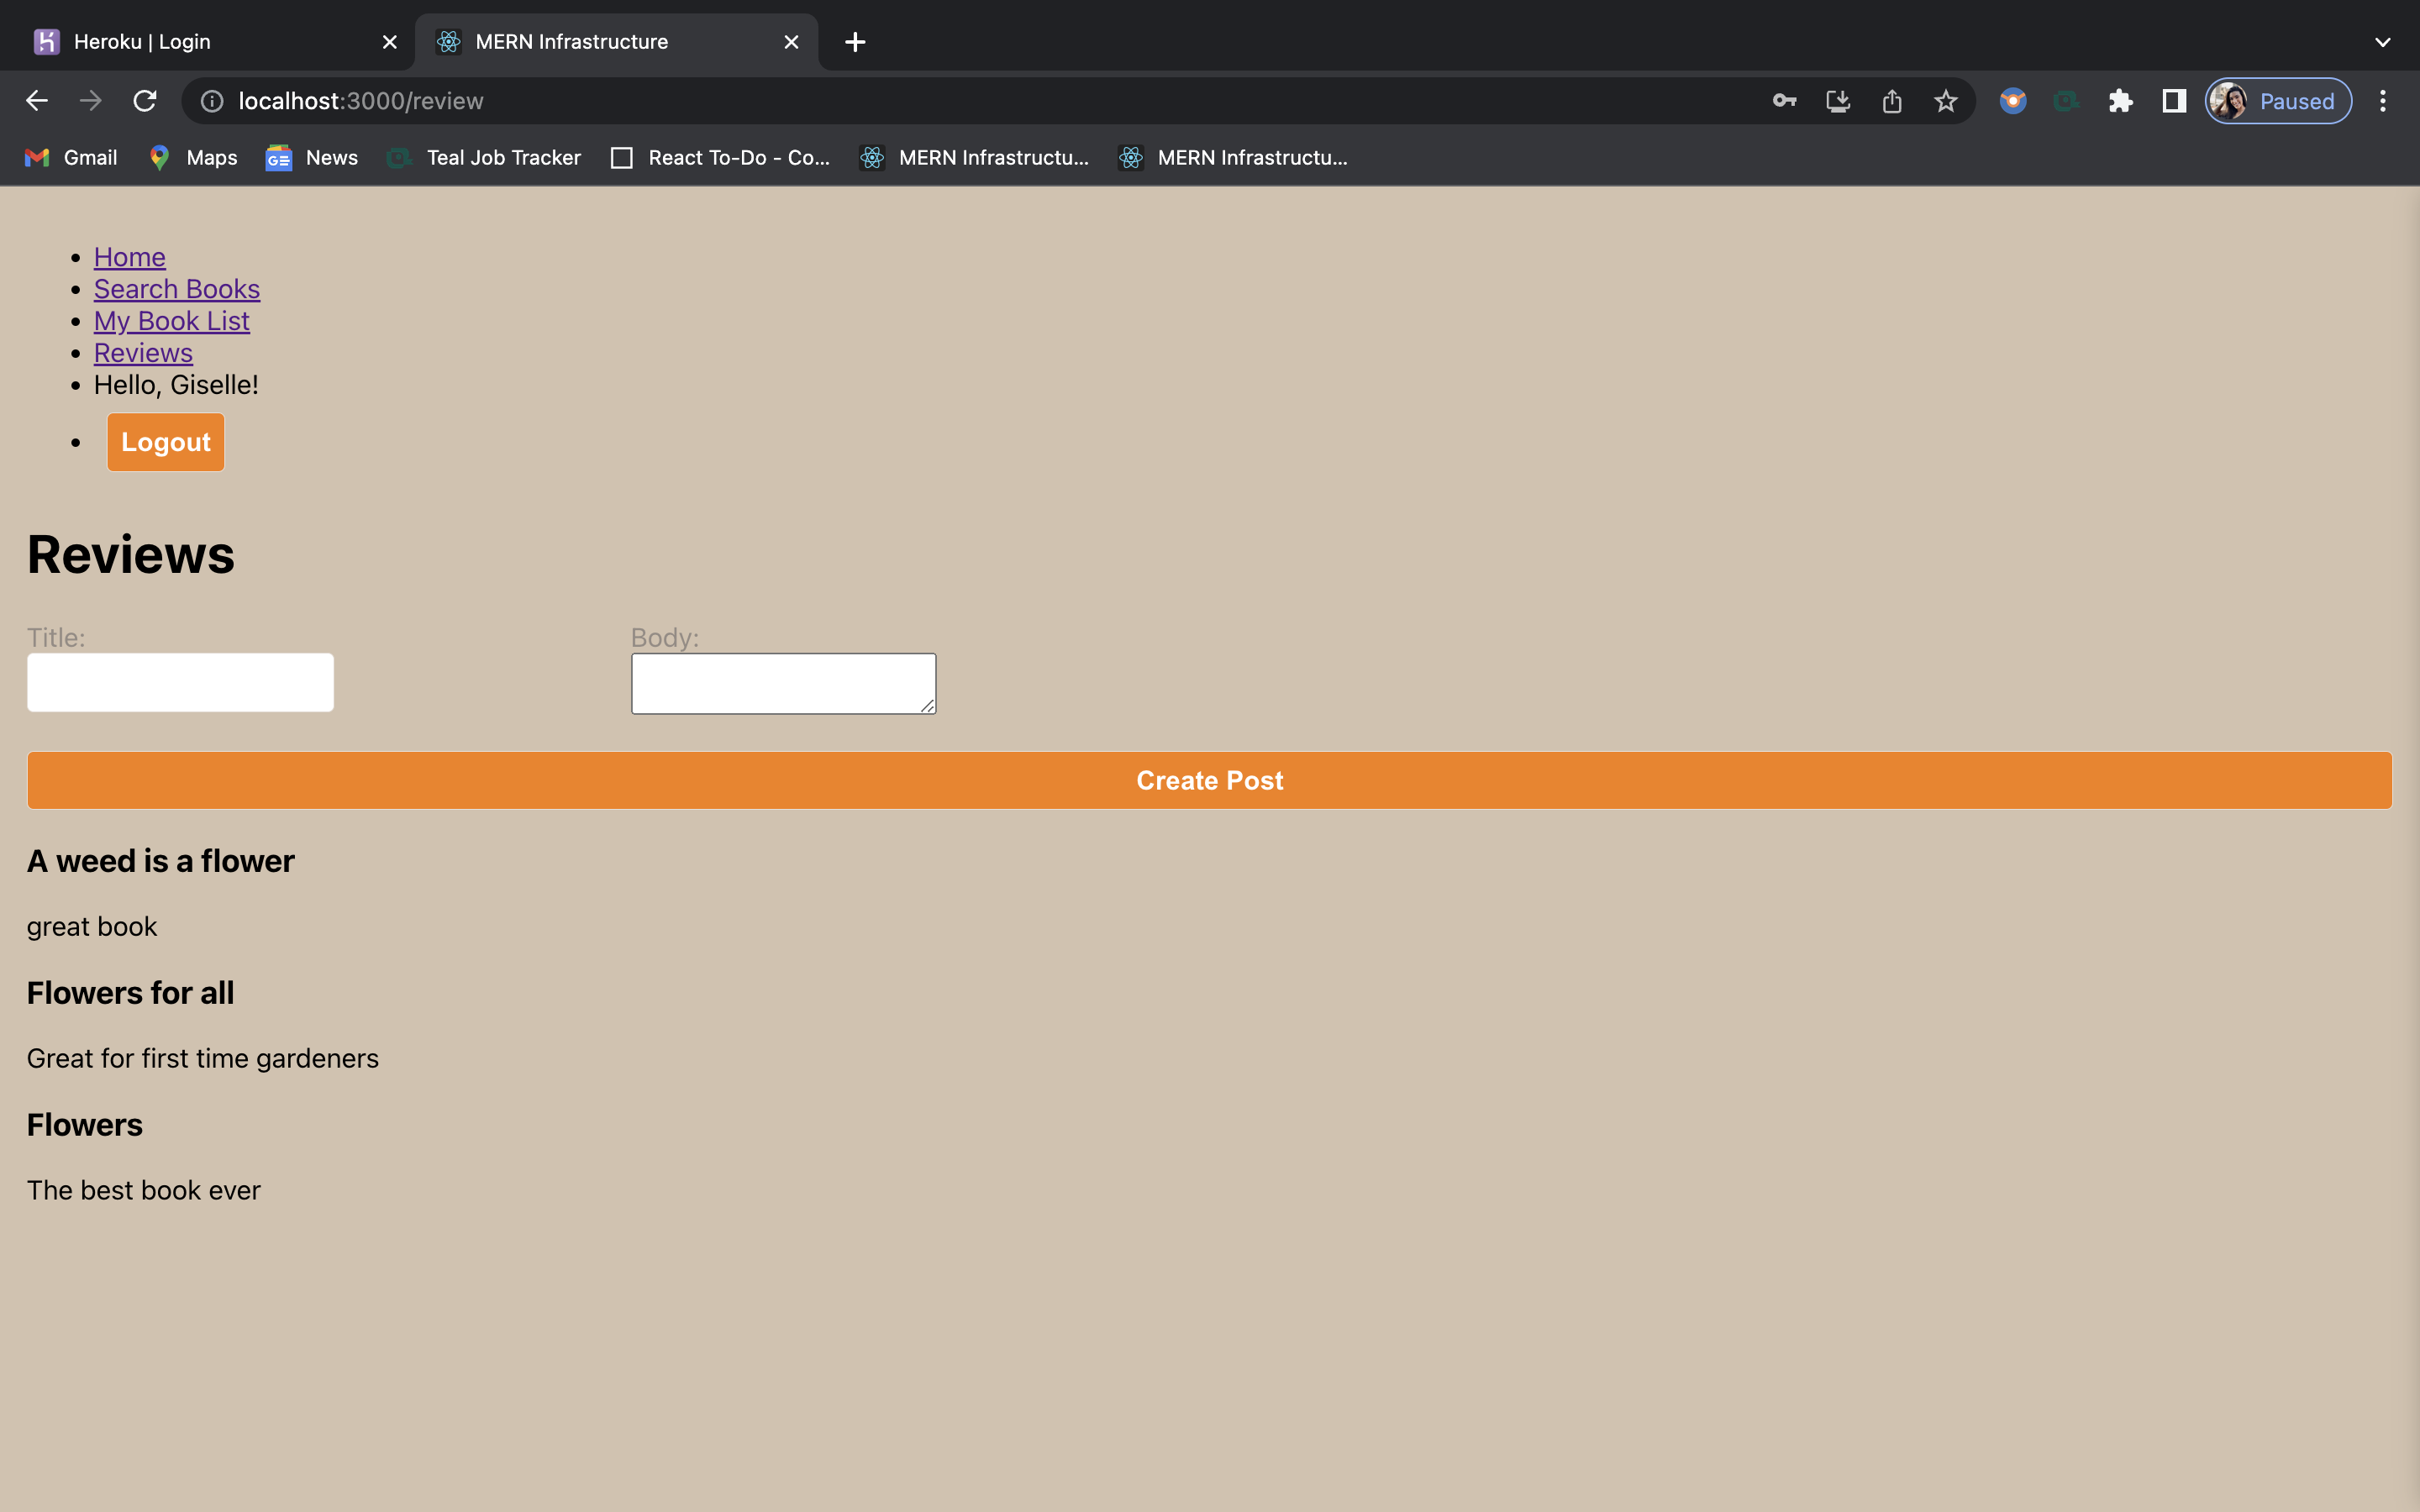 Heroku | Login
MERN Infrastructure
localhost:3000/review
Paused
Gmail
Maps
GE
News
Teal Job Tracker
React To-Do - Co...
MERN Infrastructu...
MERN Infrastructu...
Home
Search Books
My Book List
Reviews
Hello, Giselle!
Logout
Reviews
Title:
Body:
Create Post
A weed is a flower
great book
Flowers for all
Great for first time gardeners
Flowers
The best book ever